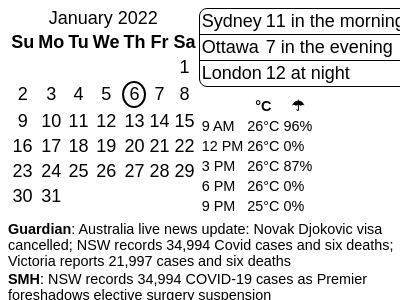 January 2022
Su Mo Tu We Th Fr Sa
1
2 3 4 5 6 7 8
9 10 11 12 13 14 15
16 17 18 19 20 21 22
23 24 25 26 27 28 29
30 31
Sydney 11 in the morning
Ottawa 7 in the evening
London 12 at night
°C ☂
9 AM 26°C 96%
12 PM 26°C 0%
3 PM 26°C 87%
6 PM 26°C 0%
9 PM 25°C 0%
Guardian: Australia live news update: Novak Djokovic visa
cancelled; NSW records 34,994 Covid cases and six deaths;
Victoria reports 21,997 cases and six deaths
SMH: NSW records 34,994 COVID-19 cases as Premier
foreshadows elective surgery suspension